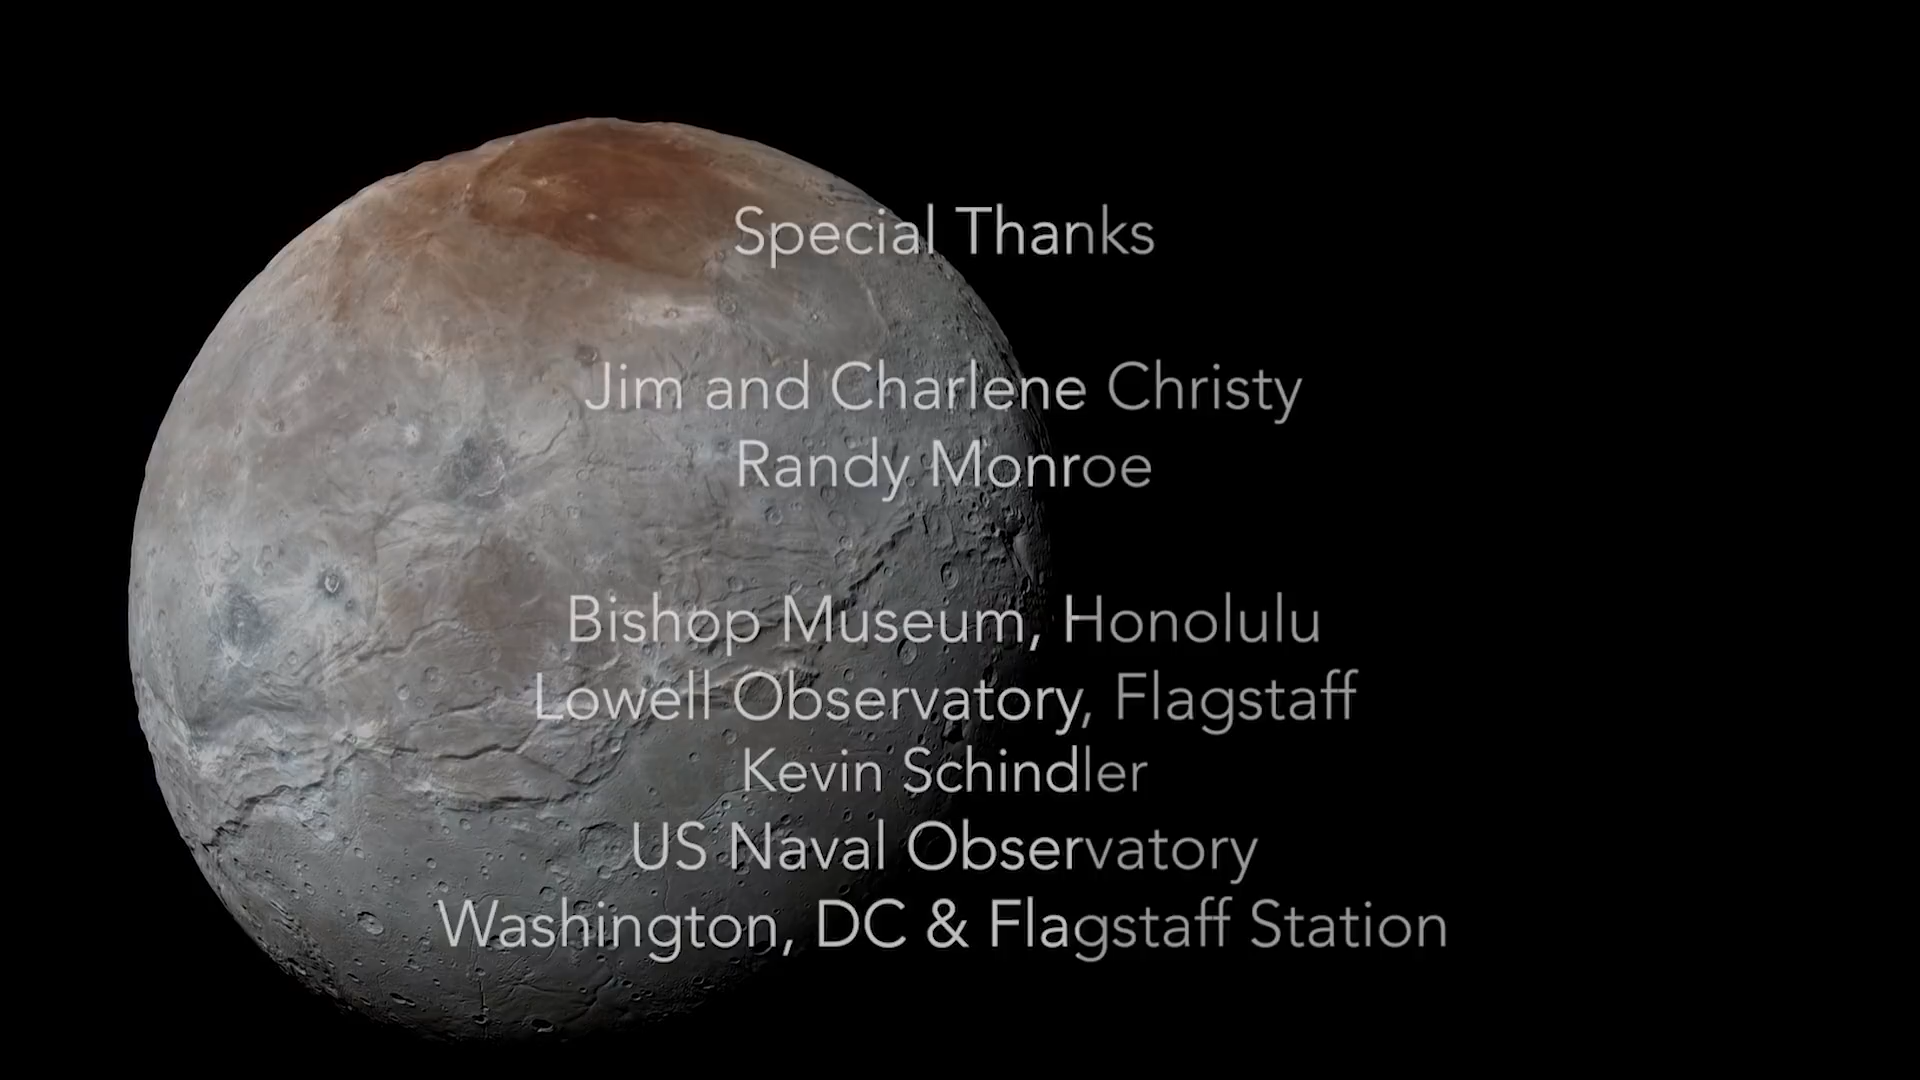 Special Thanks
Jim and Charlene Christy
Randy Monroe
Bishop Museum, Honolulu
Lowell Observatory, Flagstaff
Kevin Schindler
US Naval Observatory
Washington, DC & Flagstaff Station